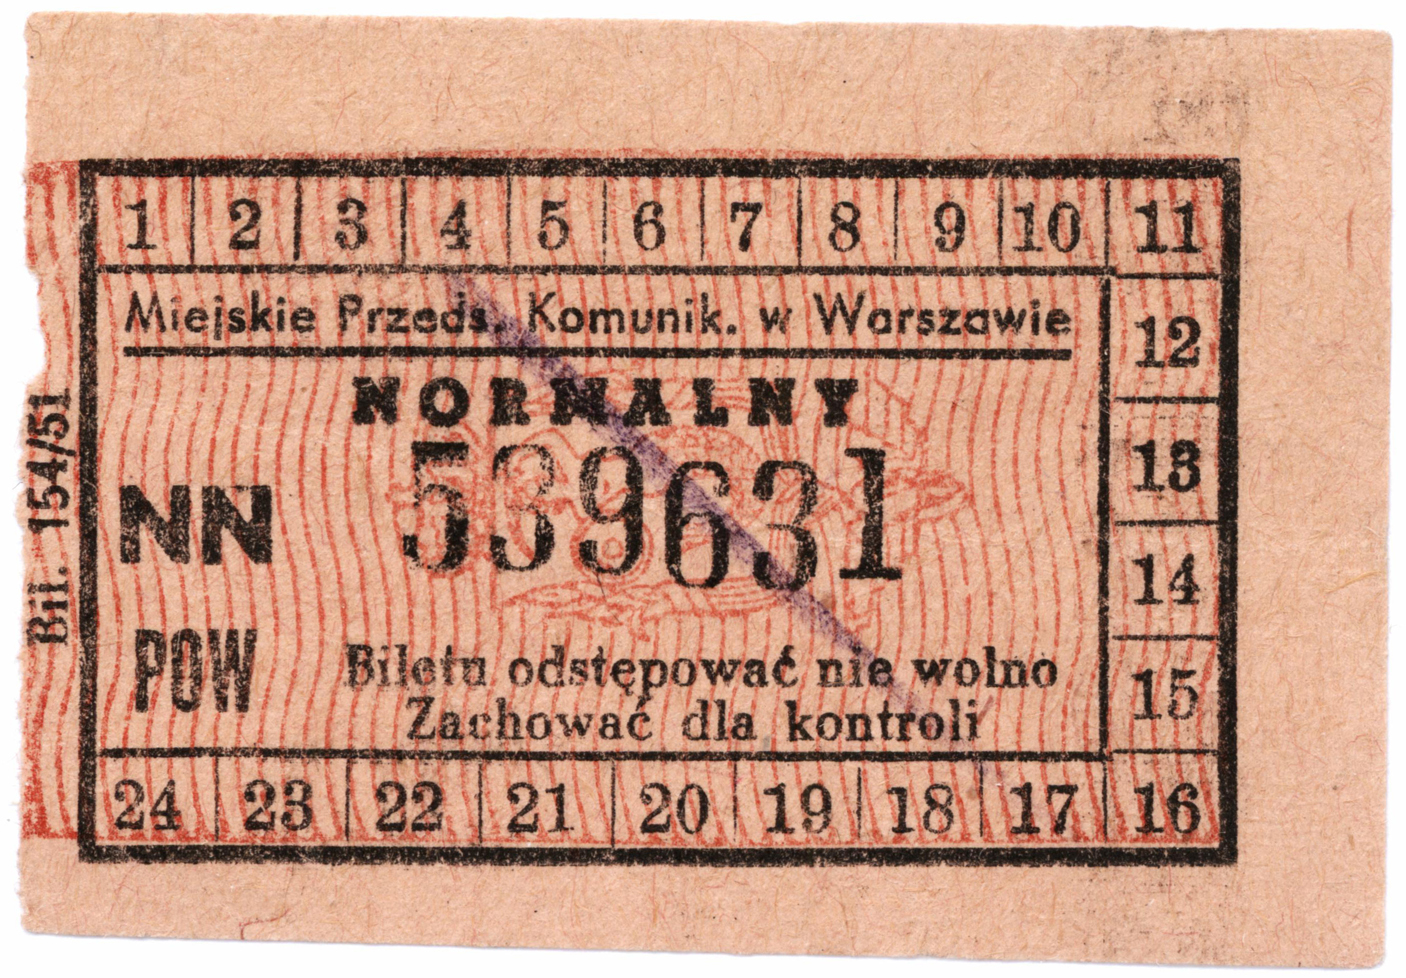 1 2 3 4 5 6 7 8 9 10 11
Miejskie Przeds. Komunik. w Warszawie
12
NORMALNY
13
539631
NN
14
POW
Biletu odstępować nie wolno
15
Zachować dla kontroli
24 23 22 21 20 19 18 17 16
Bil. 154/51